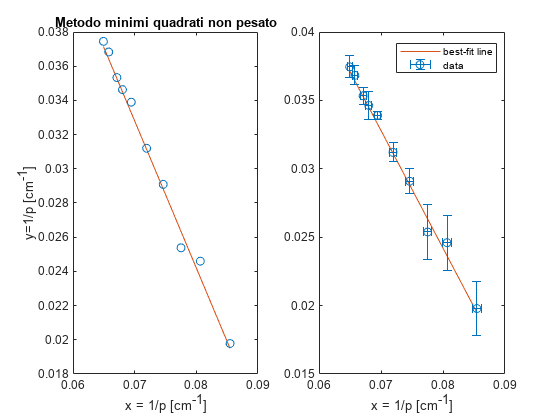 Metodo minimi quadrati non pesato
0.038
0.036
0.034
0.032
0.03
0.028
0.026
0.024
0.022
0.02
0.018
y=1/p [cm-1]
0.06 0.07 0.08 0.09
x = 1/p [cm-1]
0.04
0.035
0.03
0.025
0.02
0.015
best-fit line
data
0.06 0.07 0.08 0.09
x = 1/p [cm-1]